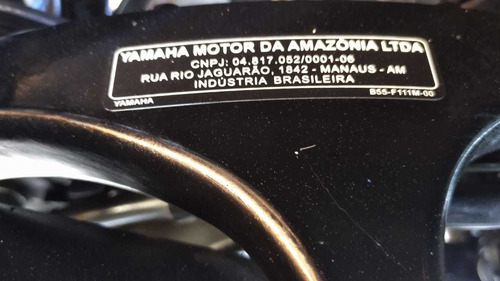 YAMAHA MOTOR DA AMAZÔNIA LTDA
CNPJ: 04.817.052/0001-06
RUA RIO JAGUARÃO, 1842 - MANAUS - AM
INDÚSTRIA BRASILEIRA
YAMAHA B55-F111M-00